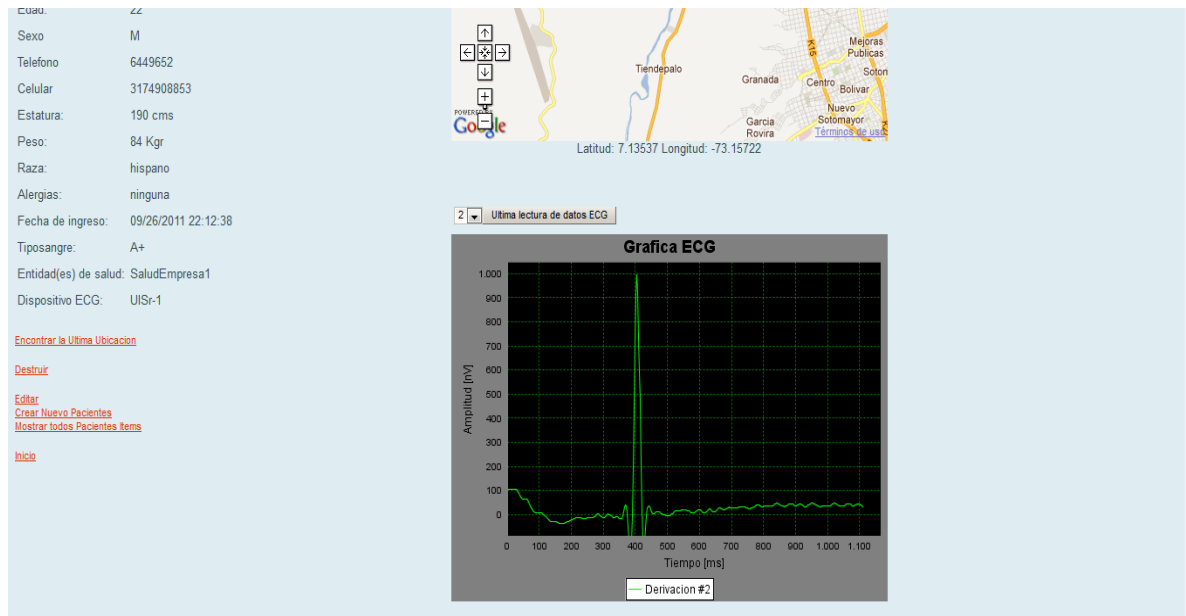 Edad: 22
Sexo M
Telefono 6449652
Celular 3174908853
Estatura: 190 cms
Peso: 84 Kgr
Raza: hispano
Alergias: ninguna
Fecha de ingreso: 09/26/2011 22:12:38
Tiposangre: A+
Entidad(es) de salud: SaludEmpresa1
Dispositivo ECG: UISr-1
Encontrar la Ultima Ubicacion
Destruir
Editar
Crear Nuevo Pacientes
Mostrar todos Pacientes Items
Inicio
K15
Mejoras
Publicas
Tiendepalo
Granada
Centro
Soton
Bolivar
Nuevo
Sotomayor
Garcia
Rovira
POWERED BY
Google
Términos de uso
Latitud: 7.13537 Longitud: -73.15722
2 Ultima lectura de datos ECG
Grafica ECG
Amplitud [nV]
1.000
900
800
700
600
500
400
300
200
100
0
0 100 200 300 400 500 600 700 800 900 1.000 1.100
Tiempo [ms]
Derivacion #2